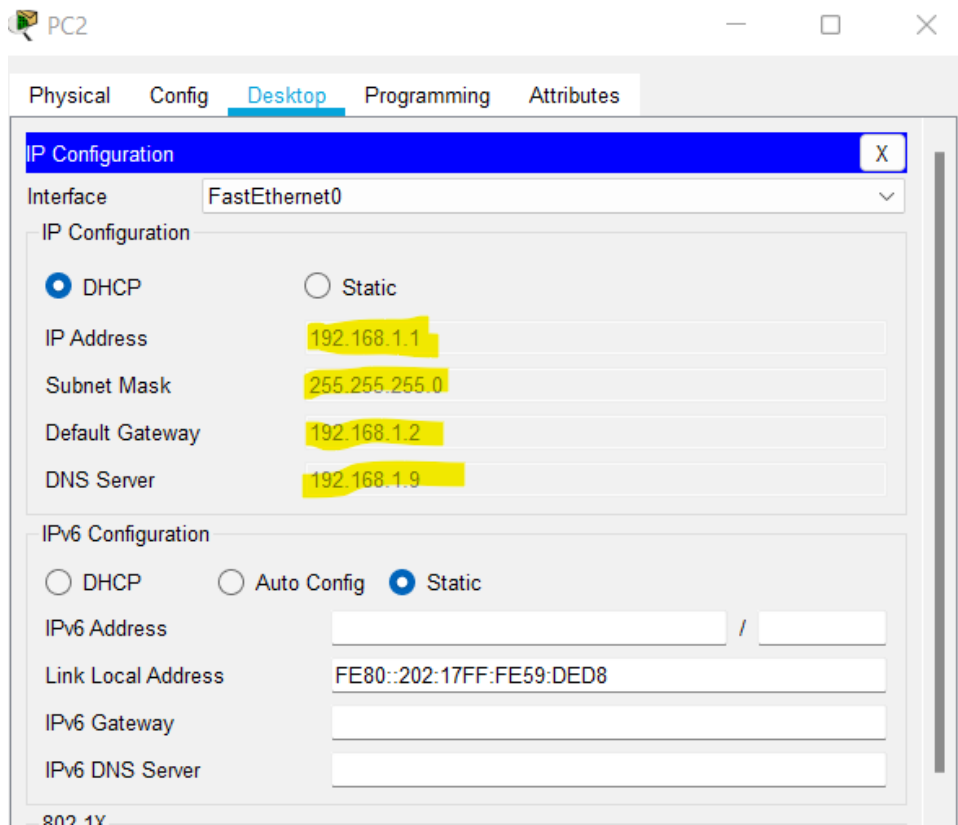 PC2
Physical Config Desktop Programming Attributes
IP Configuration X
Interface FastEthernet0
IP Configuration
DHCP Static
IP Address 192.168.1.1
Subnet Mask 255.255.255.0
Default Gateway 192.168.1.2
DNS Server 192.168.1.9
IPv6 Configuration
DHCP Auto Config Static
IPv6 Address /
Link Local Address FE80::202:17FF:FE59:DED8
IPv6 Gateway
IPv6 DNS Server
802.1X